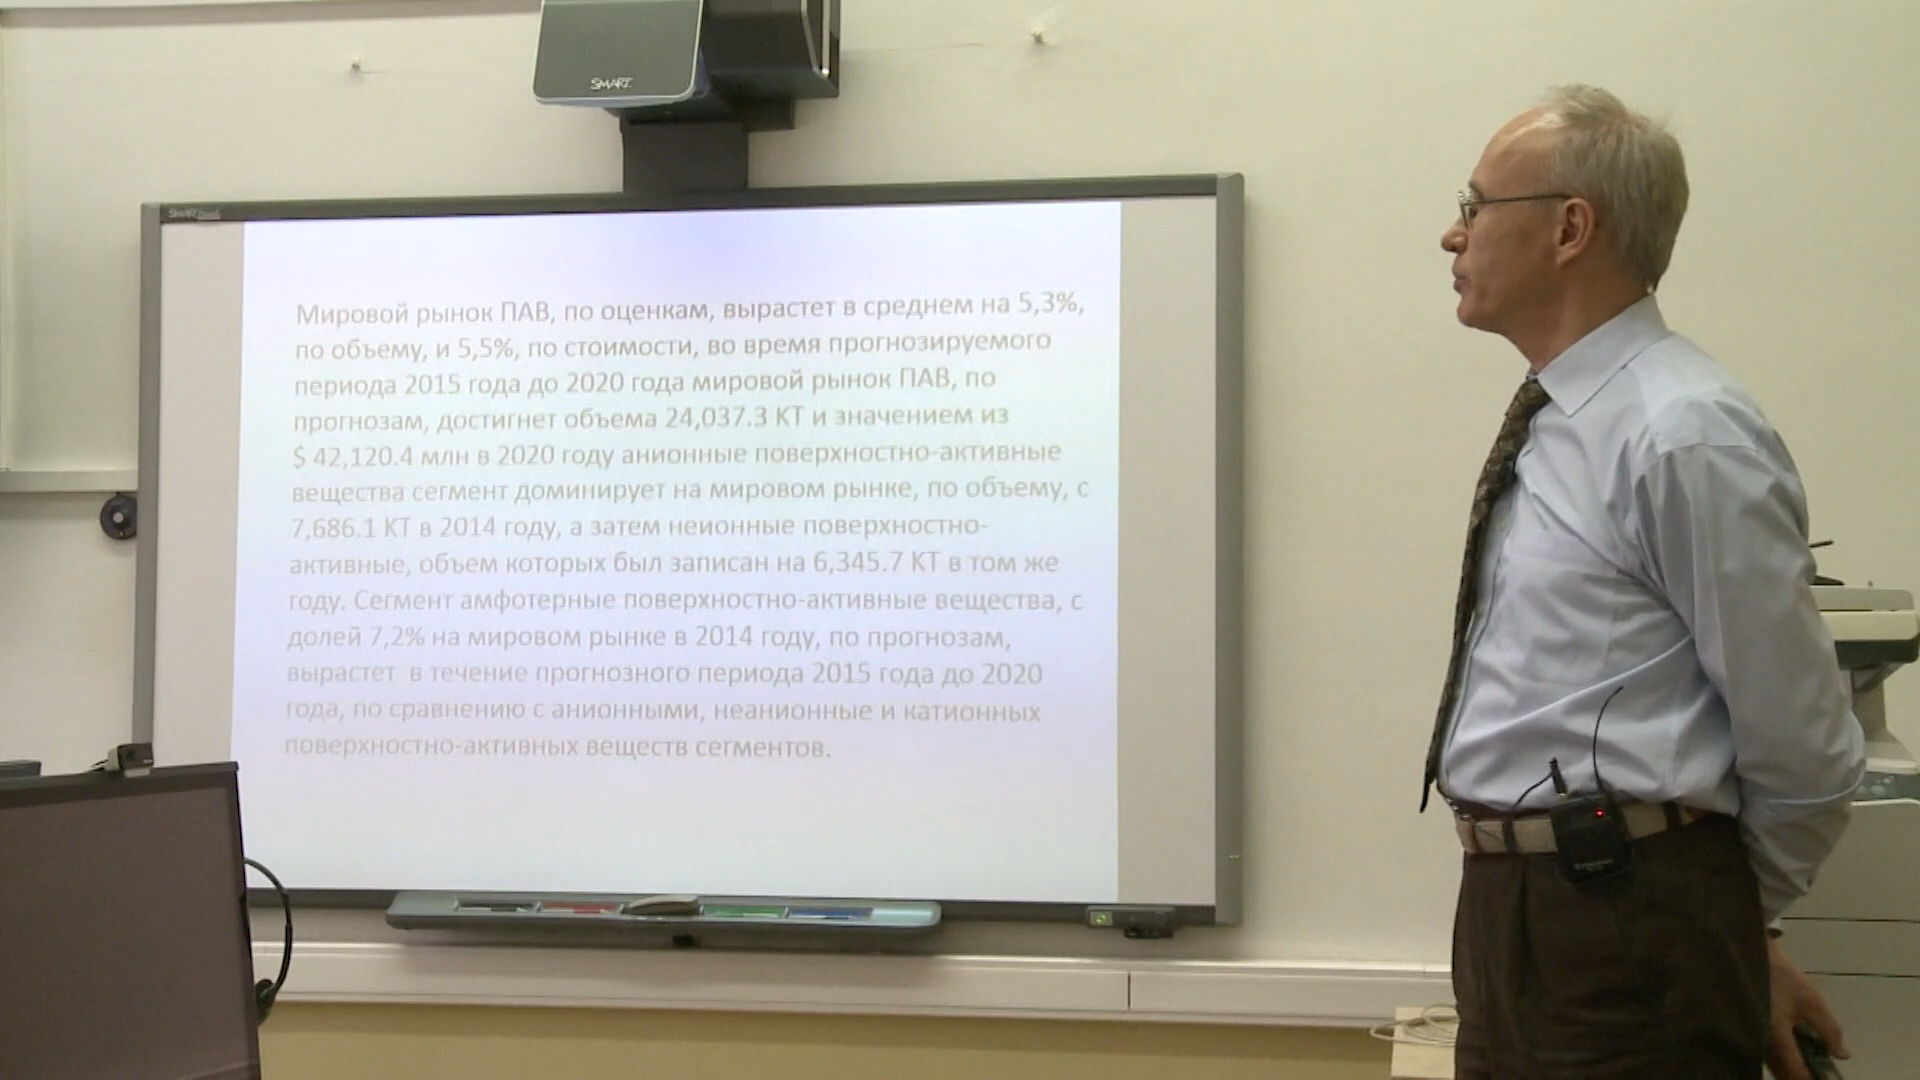 SMART
SMART
Мировой рынок ПАВ, по оценкам, вырастет в среднем на 5,3%,
по объему, и 5,5%, по стоимости, во время прогнозируемого
периода 2015 года до 2020 года мировой рынок ПАВ, по
прогнозам, достигнет объема 24,037.3 КТ и значением из
$ 42,120.4 млн в 2020 году анионные поверхностно-активные
вещества сегмент доминирует на мировом рынке, по объему, с
7,686.1 КТ в 2014 году, а затем неионные поверхностно-
активные, объем которых был записан на 6,345.7 КТ в том же
году. Сегмент амфотерные поверхностно-активные вещества, с
долей 7,2% на мировом рынке в 2014 году, по прогнозам,
вырастет в течение прогнозного периода 2015 года до 2020
года, по сравнению с анионными, неанионные и катионных
поверхностно-активных веществ сегментов.